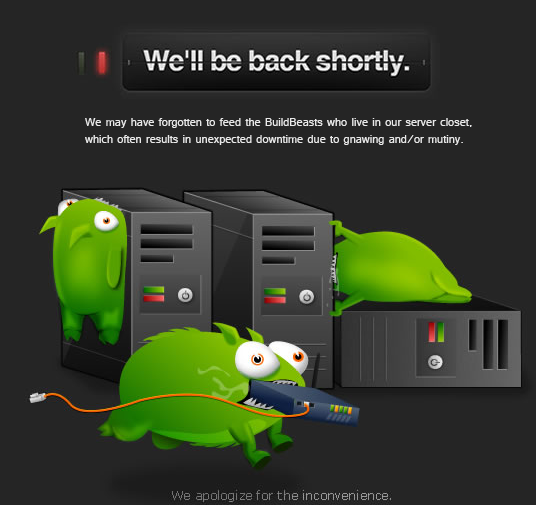 We'll be back shortly.
We may have forgotten to feed the BuildBeasts who live in our server closet,
which often results in unexpected downtime due to gnawing and/or mutiny.
We apologize for the inconvenience.